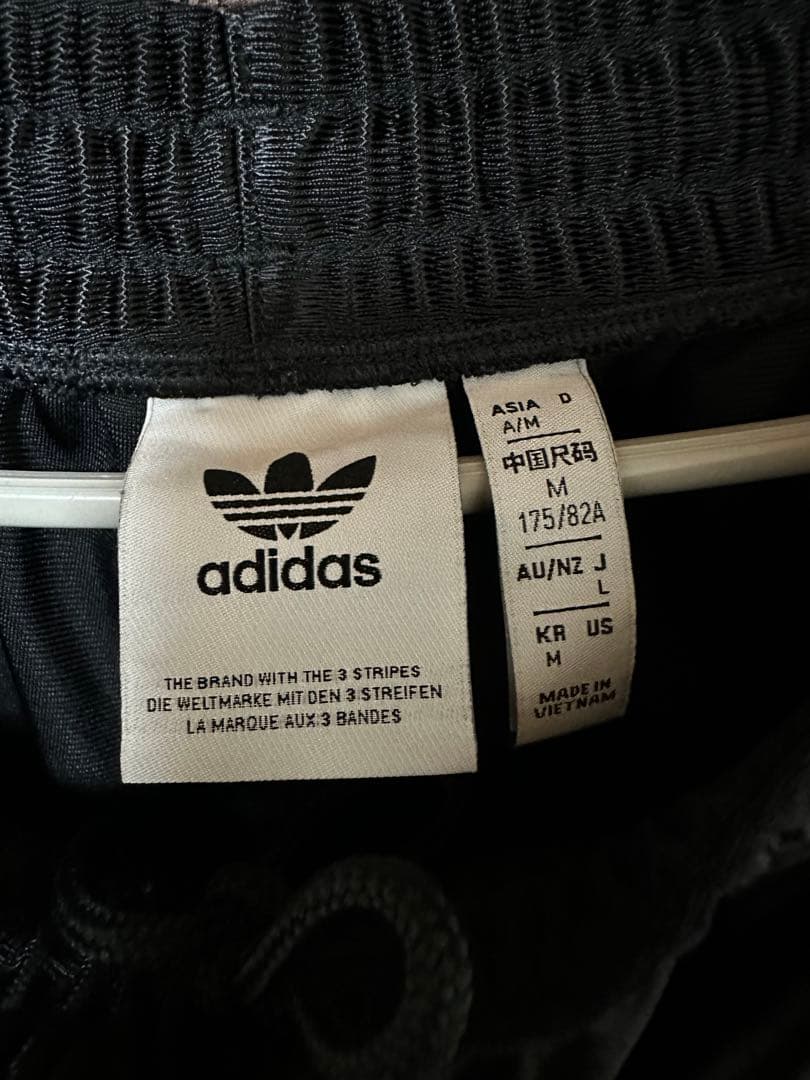 adidas
THE BRAND WITH THE 3 STRIPES
DIE WELTMARKE MIT DEN 3 STREIFEN
LA MARQUE AUX 3 BANDES
ASIA D
A/M
中国尺码
M
175/82A
AU/NZ J
L
KR US
M
MADE IN
VIETNAM